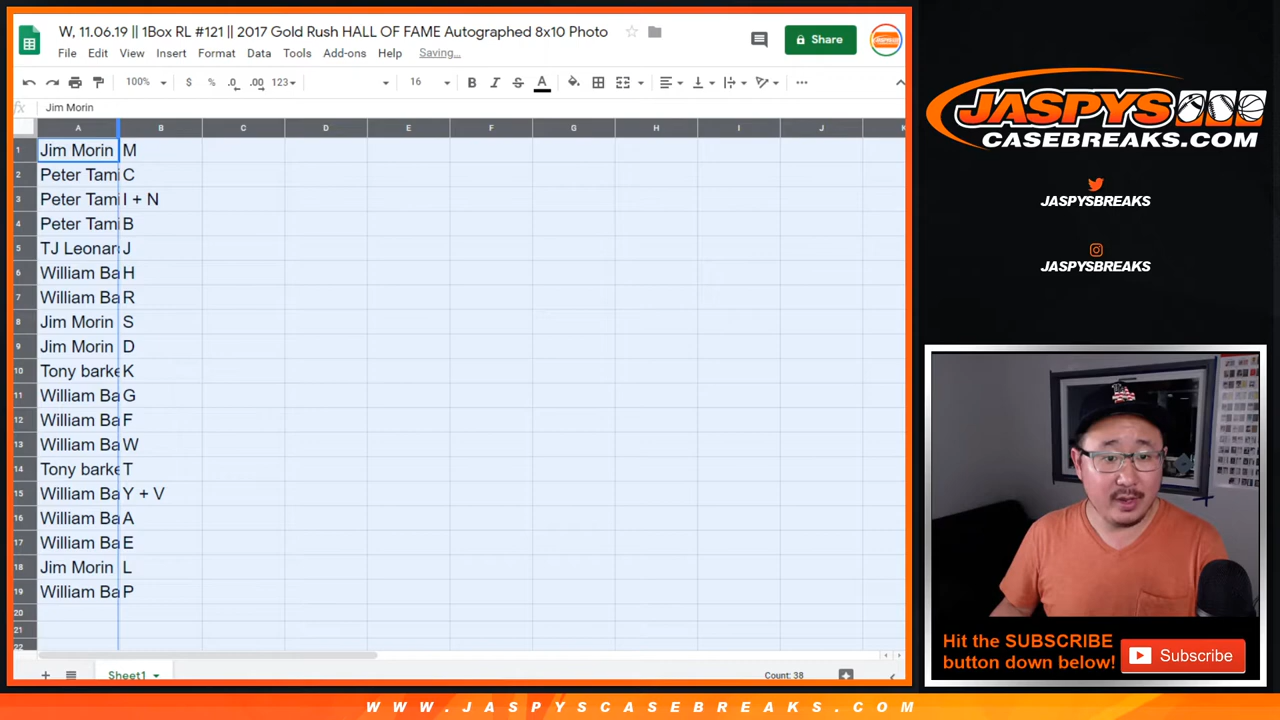 W, 11.06.19 || 1Box RL #121 || 2017 Gold Rush HALL OF FAME Autographed 8x10 Photo
File Edit View Insert Format Data Tools Add-ons Help Saving...
Share
100% $ % .0 .00 123 16 B I S A
fx Jim Morin
A B C D E F G H I J K
1 Jim Morin M
2 Peter Tami C
3 Peter Tami I + N
4 Peter Tami B
5 TJ Leonar J
6 William Ba H
7 William Ba R
8 Jim Morin S
9 Jim Morin D
10 Tony barke K
11 William Ba G
12 William Ba F
13 William Ba W
14 Tony barke T
15 William Ba Y + V
16 William Ba A
17 William Ba E
18 Jim Morin L
19 William Ba P
20
21
22
Sheet1 Count: 38
JASPYS
CASEBREAKS.COM
JASPYSBREAKS
JASPYSBREAKS
Hit the SUBSCRIBE
button down below!
Subscribe
WWW.JASPYSCASEBREAKS.COM